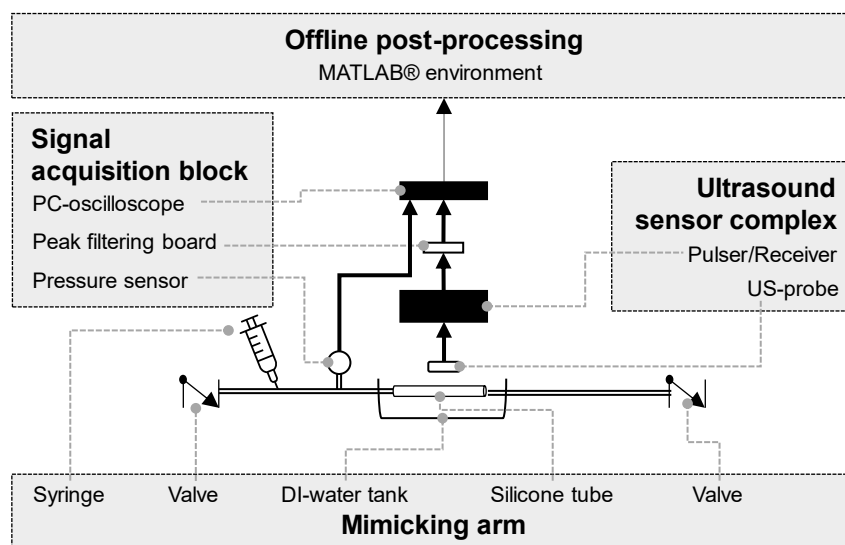 Offline post-processing
MATLAB® environment
Signal
acquisition block
PC-oscilloscope
Peak filtering board
Pressure sensor
Ultrasound
sensor complex
Pulser/Receiver
US-probe
Syringe Valve DI-water tank Silicone tube Valve
Mimicking arm